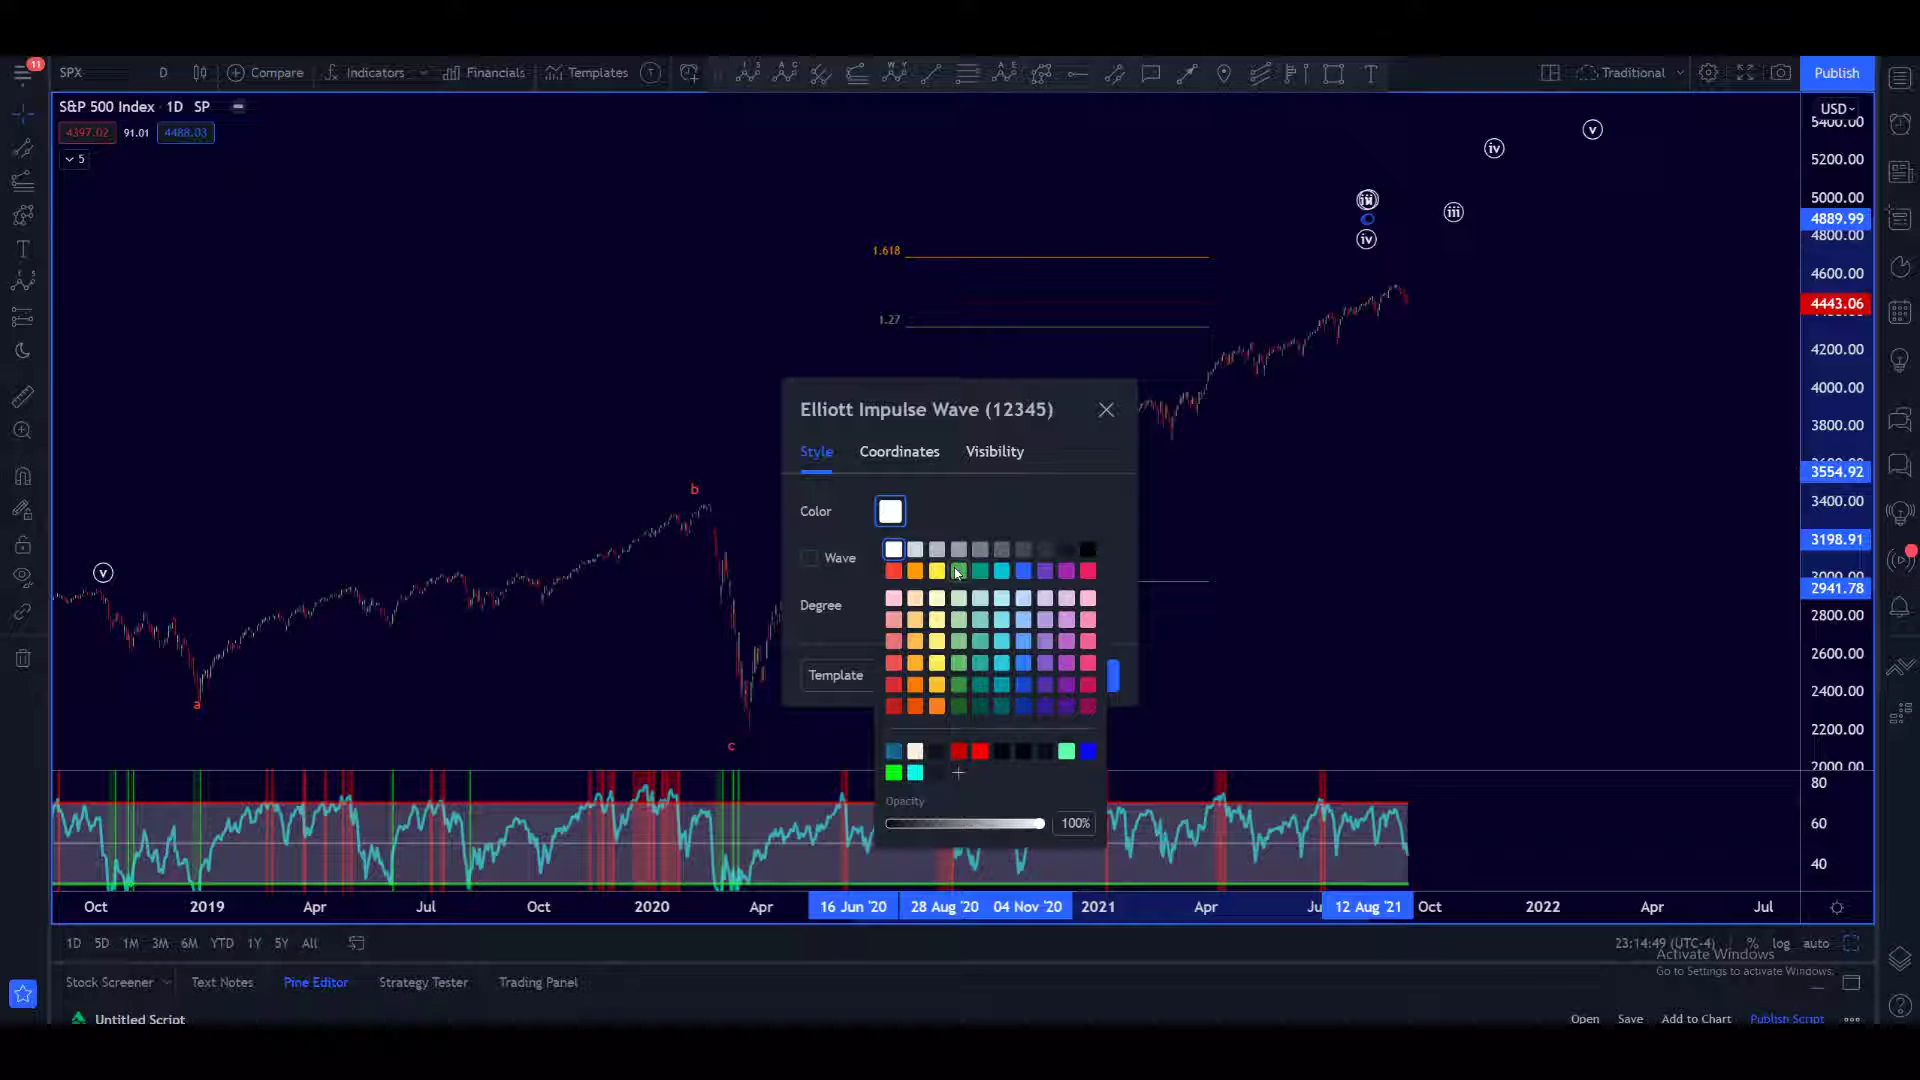 11
SPX D Compare Indicators Financials Templates Traditional Publish
S&P 500 Index 1D SP
4397.02 91.01 4488.03
5
USD
5400.00
5200.00
5000.00
4889.99
4800.00
4600.00
4443.06
4200.00
4000.00
3800.00
3554.92
3400.00
3198.91
3000.00
2941.78
2800.00
2600.00
2400.00
2200.00
2000.00
80
60
40
v
iv
iii
iv
1.618
1.27
b
v
a
c
Elliott Impulse Wave (12345)
Style Coordinates Visibility
Color
Wave
Degree
Template
Opacity
100%
Oct 2019 Apr Jul Oct 2020 Apr 16 Jun '20 28 Aug '20 04 Nov '20 2021 Apr Ju 12 Aug '21 Oct 2022 Apr Jul
1D 5D 1M 3M 6M YTD 1Y 5Y All
23:14:49 (UTC-4) % log auto
Activate Windows
Go to Settings to activate Windows.
Stock Screener Text Notes Pine Editor Strategy Tester Trading Panel
Untitled Script
Open Save Add to Chart Publish Script